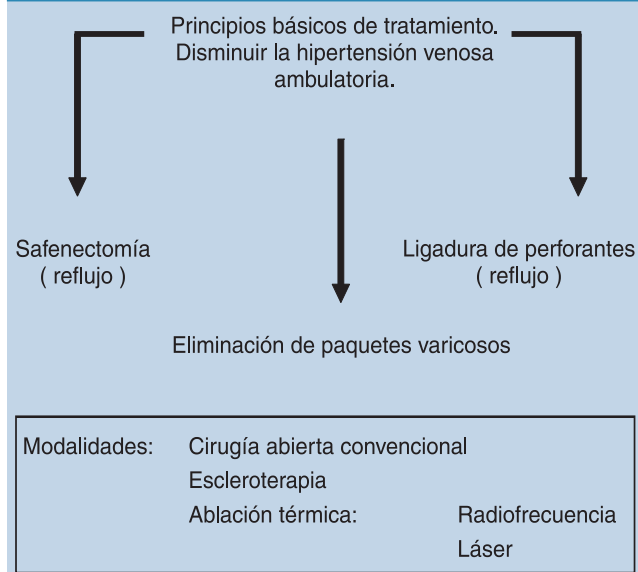 Principios básicos de tratamiento.
Disminuir la hipertensión venosa
ambulatoria.
Safenectomía
( reflujo )
Ligadura de perforantes
( reflujo )
Eliminación de paquetes varicosos
Modalidades: Cirugía abierta convencional
Escleroterapia
Ablación térmica: Radiofrecuencia
Láser